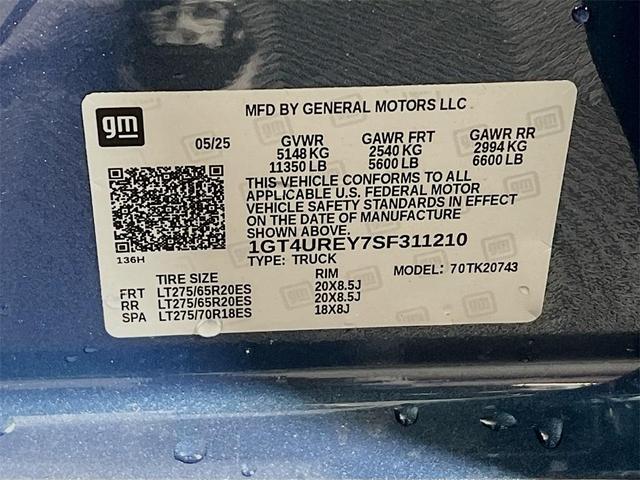 gm
MFD BY GENERAL MOTORS LLC
05/25 GVWR GAWR FRT GAWR RR
5148 KG 2540 KG 2994 KG
11350 LB 5600 LB 6600 LB
THIS VEHICLE CONFORMS TO ALL
APPLICABLE U.S. FEDERAL MOTOR
VEHICLE SAFETY STANDARDS IN EFFECT
ON THE DATE OF MANUFACTURE
SHOWN ABOVE.
1GT4UREY7SF311210
136H
TYPE: TRUCK
TIRE SIZE RIM MODEL: 70TK20743
FRT LT275/65R20ES 20X8.5J
RR LT275/65R20ES 20X8.5J
SPA LT275/70R18ES 18X8J